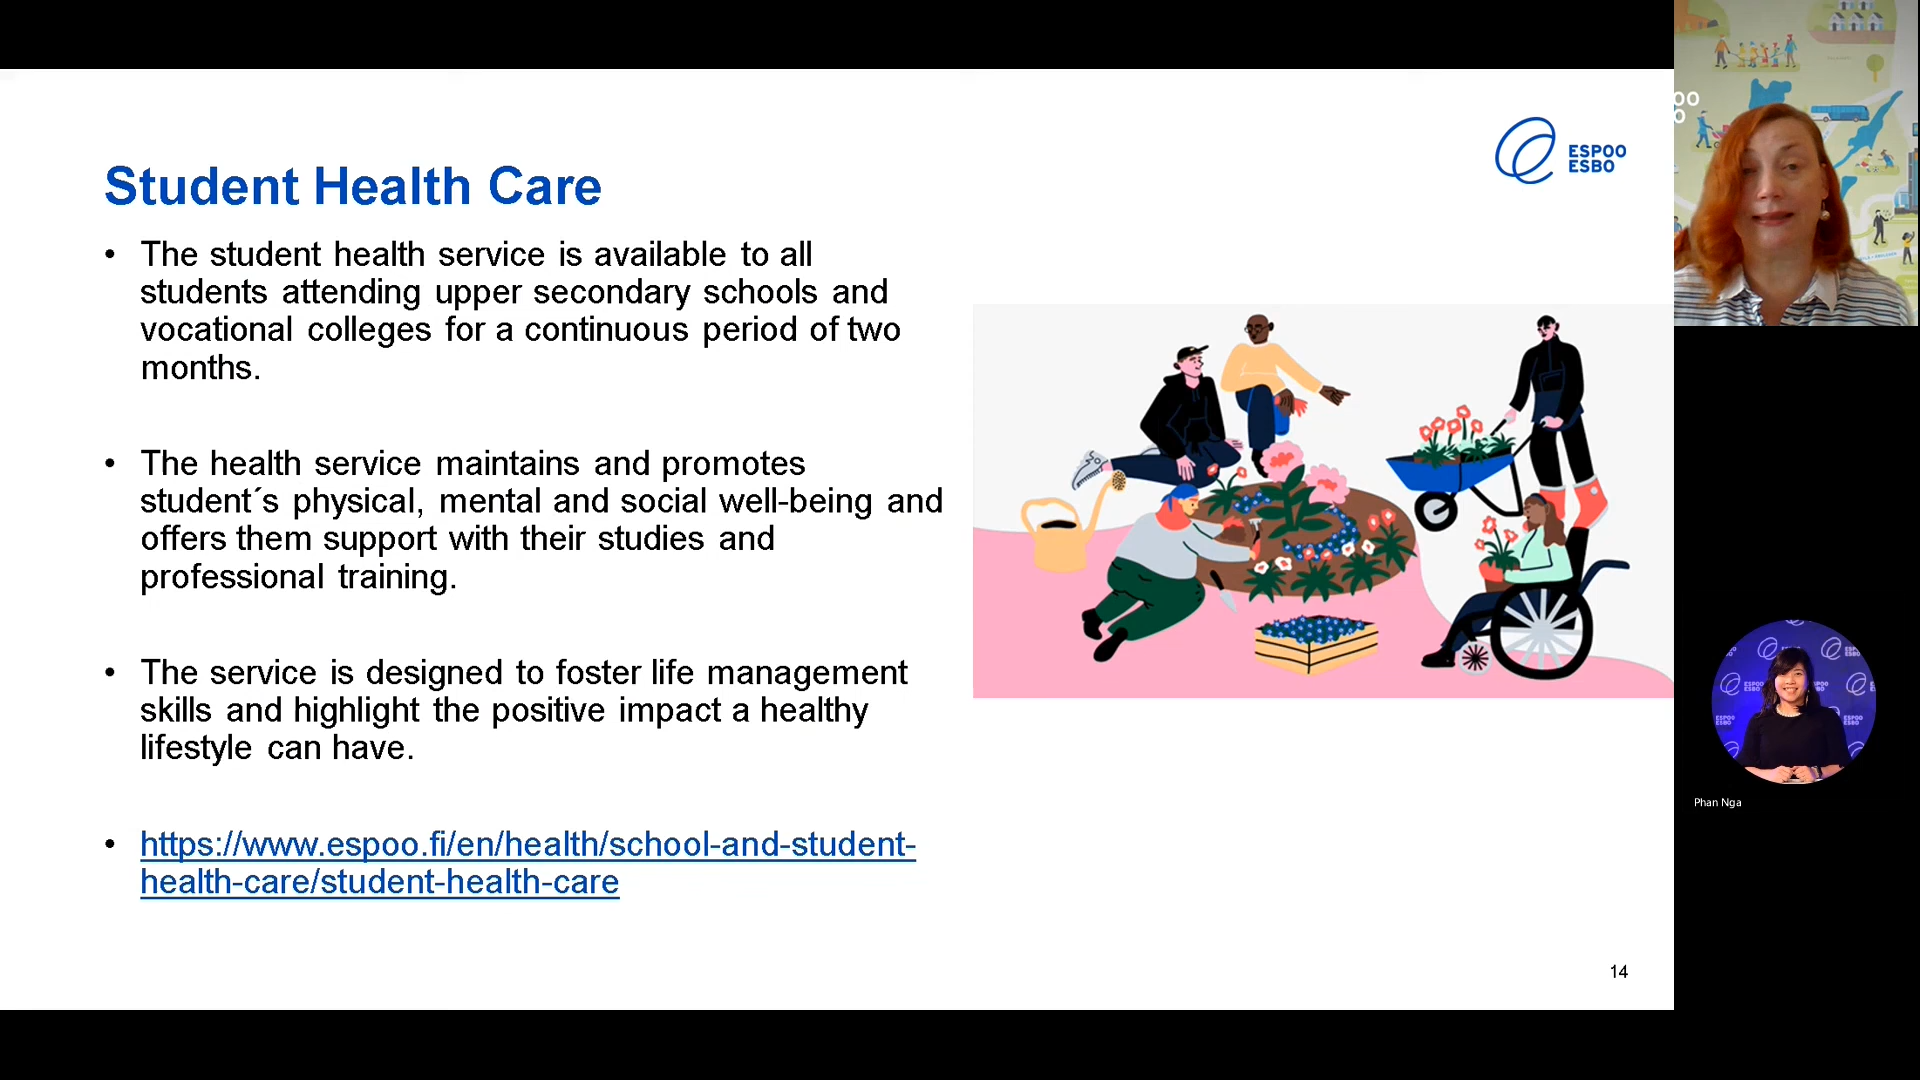 Student Health Care
ESPOO
ESBO
• The student health service is available to all
students attending upper secondary schools and
vocational colleges for a continuous period of two
months.
• The health service maintains and promotes
student´s physical, mental and social well-being and
offers them support with their studies and
professional training.
• The service is designed to foster life management
skills and highlight the positive impact a healthy
lifestyle can have.
• https://www.espoo.fi/en/health/school-and-student-
health-care/student-health-care
14
OO
O
ESPOO
ESBO
Phan Nga